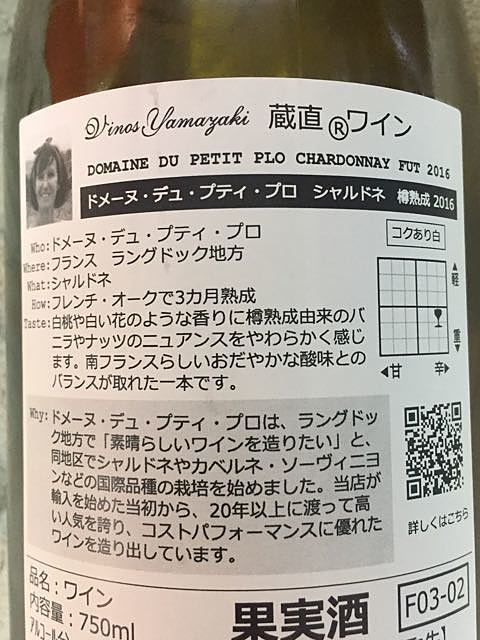 Vinos Yamazaki 蔵直®ワイン
DOMAINE DU PETIT PLO CHARDONNAY FUT 2016
ドメーヌ・デュ・プティ・プロ シャルドネ 樽熟成 2016
Who:ドメーヌ・デュ・プティ・プロ
Where:フランス ラングドック地方
What:シャルドネ
How:フレンチ・オークで3カ月熟成
Taste:白桃や白い花のような香りに樽熟成由来のバ
ニラやナッツのニュアンスをやわらかく感じ
ます。南フランスらしいおだやかな酸味との
バランスが取れた一本です。
コクあり白
▲軽
重▼
◀甘 辛▶
Why:ドメーヌ・デュ・プティ・プロは、ラングドッ
ク地方で「素晴らしいワインを造りたい」と、
同地区でシャルドネやカベルネ・ソーヴィニヨ
ンなどの国際品種の栽培を始めました。当店が
輸入を始めた当初から、20年以上に渡って高
い人気を誇り、コストパフォーマンスに優れた
ワインを造り出しています。
詳しくはこちら
品名:ワイン
内容量:750ml
アルコール分
果実酒
F03-02